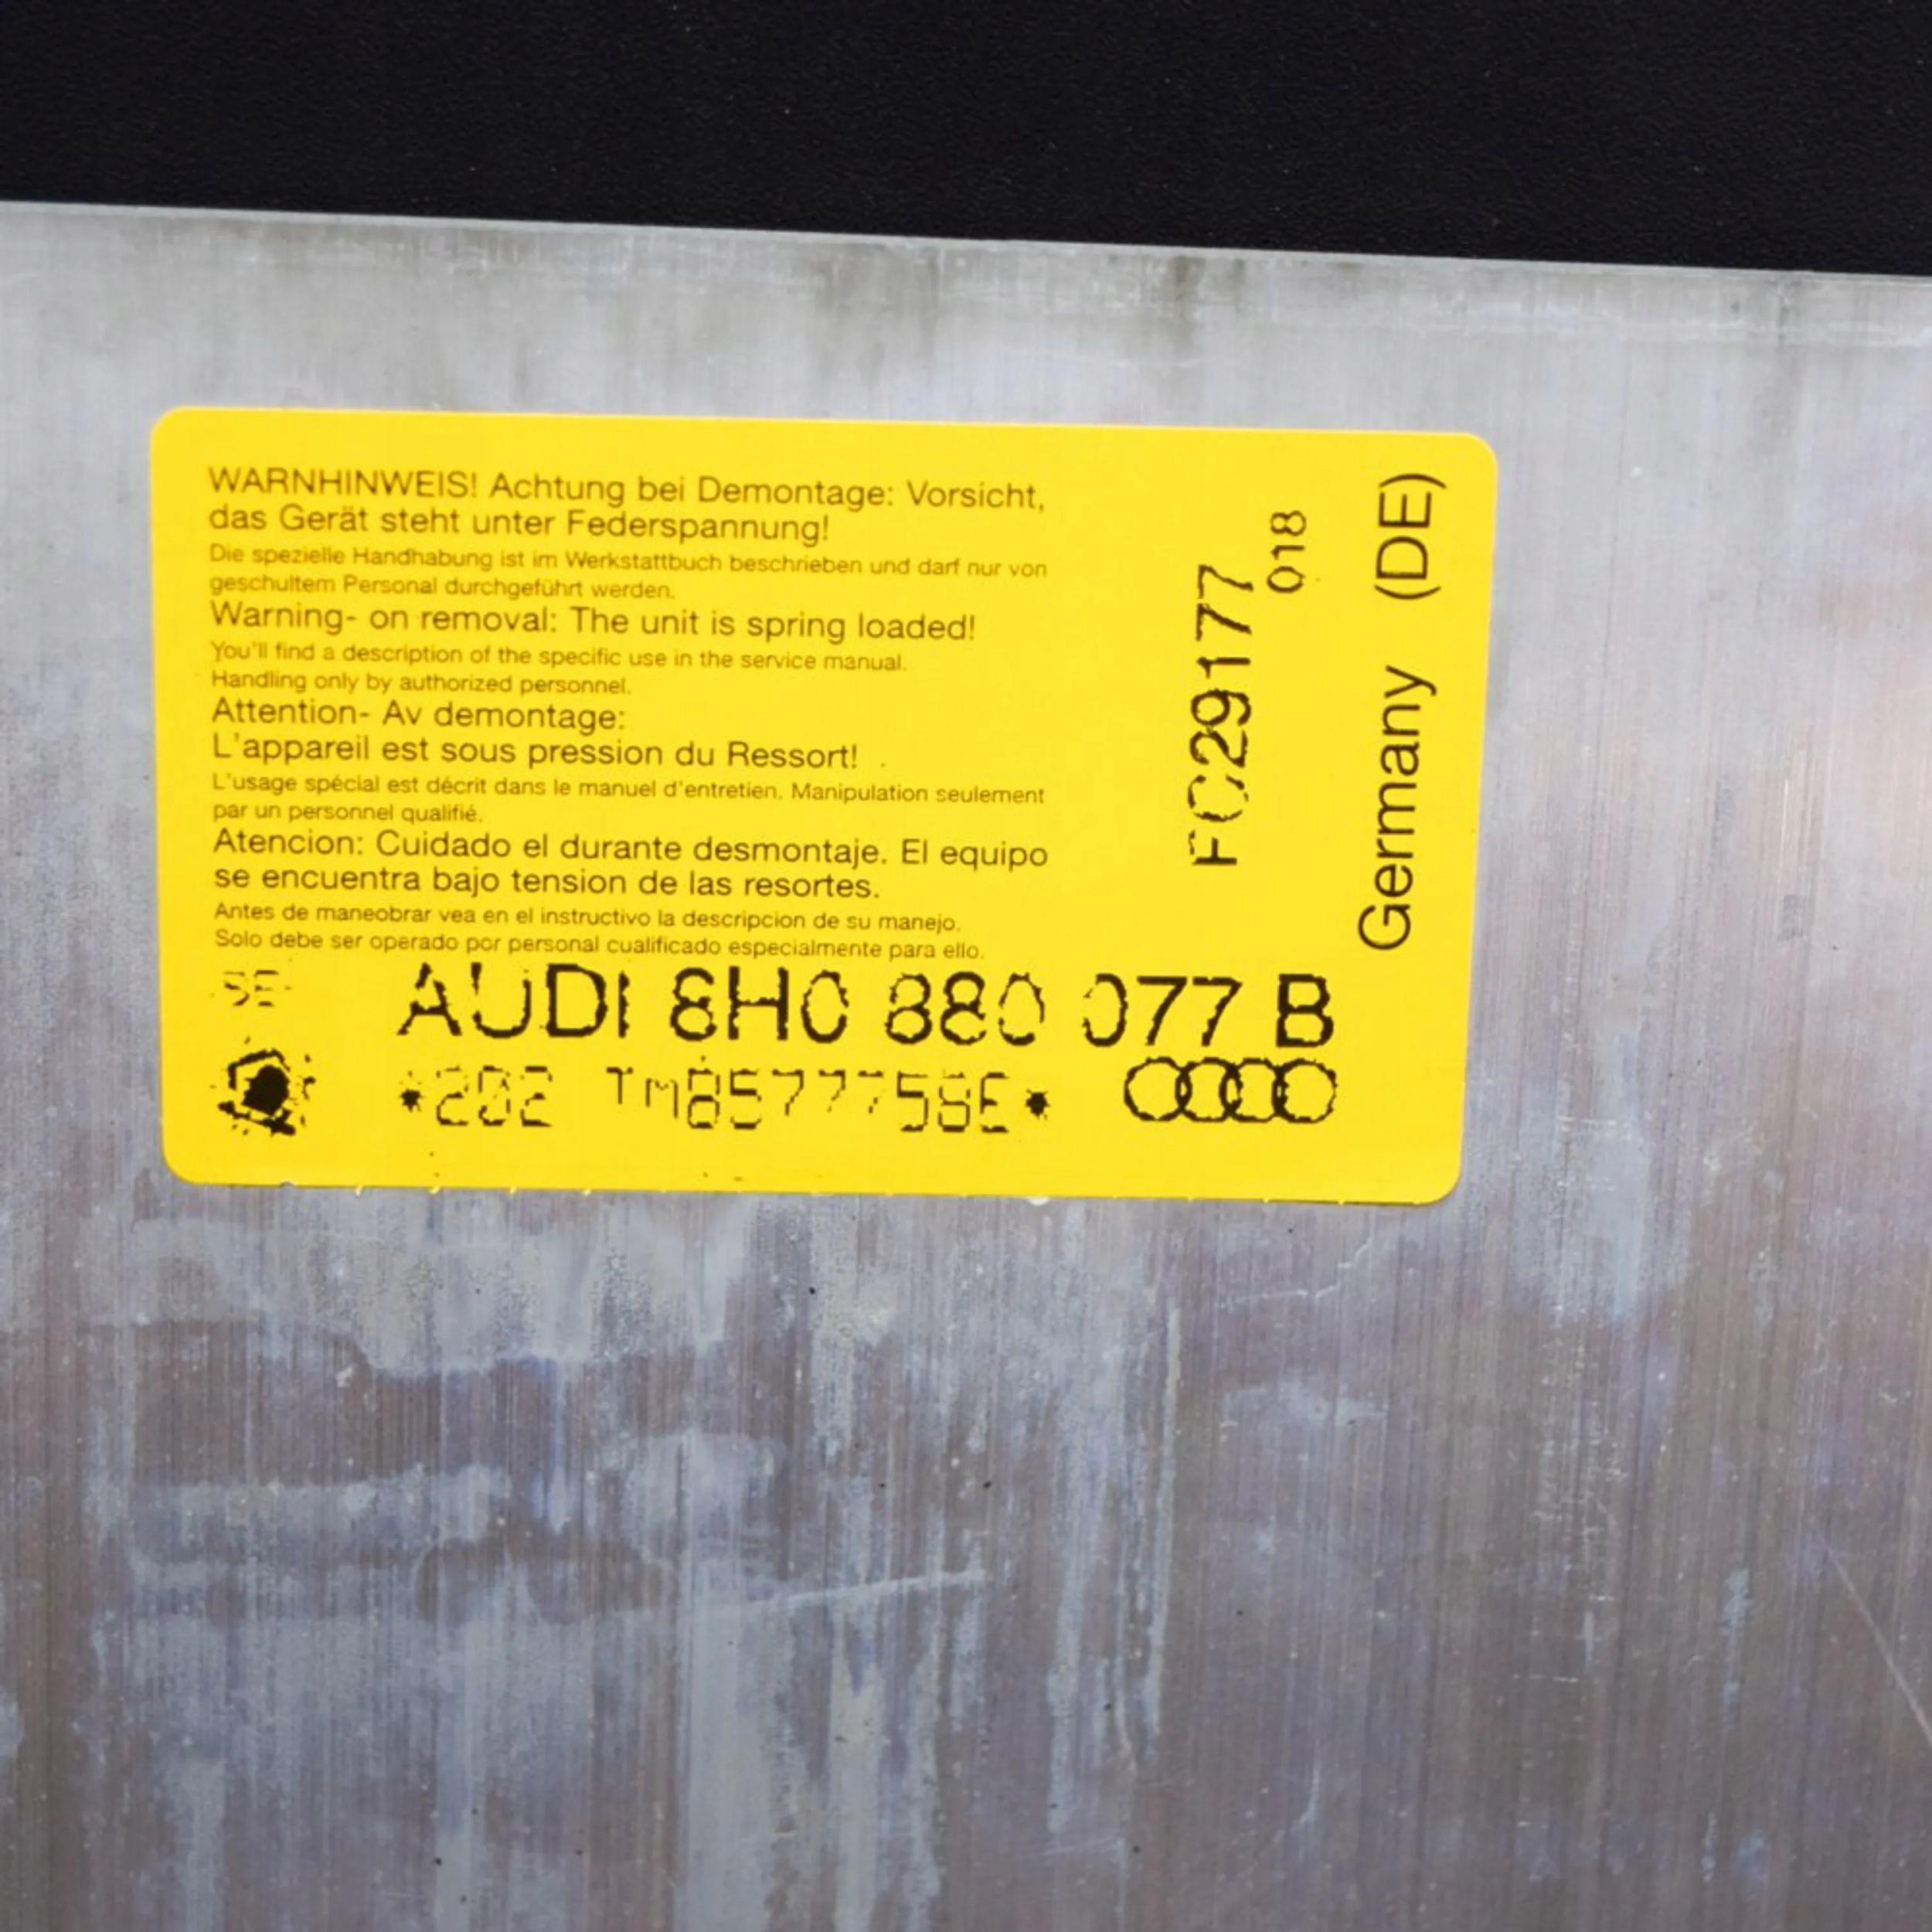 WARNHINWEIS! Achtung bei Demontage: Vorsicht,
das Gerät steht unter Federspannung!
Die spezielle Handhabung ist im Werkstattbuch beschrieben und darf nur von
geschultem Personal durchgeführt werden.
Warning- on removal: The unit is spring loaded!
You'll find a description of the specific use in the service manual.
Handling only by authorized personnel.
Attention- Av demontage:
L'appareil est sous pression du Ressort!
L'usage spécial est décrit dans le manuel d'entretien. Manipulation seulement
par un personnel qualifié.
Atencion: Cuidado el durante desmontaje. El equipo
se encuentra bajo tension de las resortes.
Antes de maneobrar vea en el instructivo la descripcion de su manejo.
Solo debe ser operado por personal cualificado especialmente para ello.
AUDI 8H0 880 077 B
*202
FC29177
018
Germany (DE)